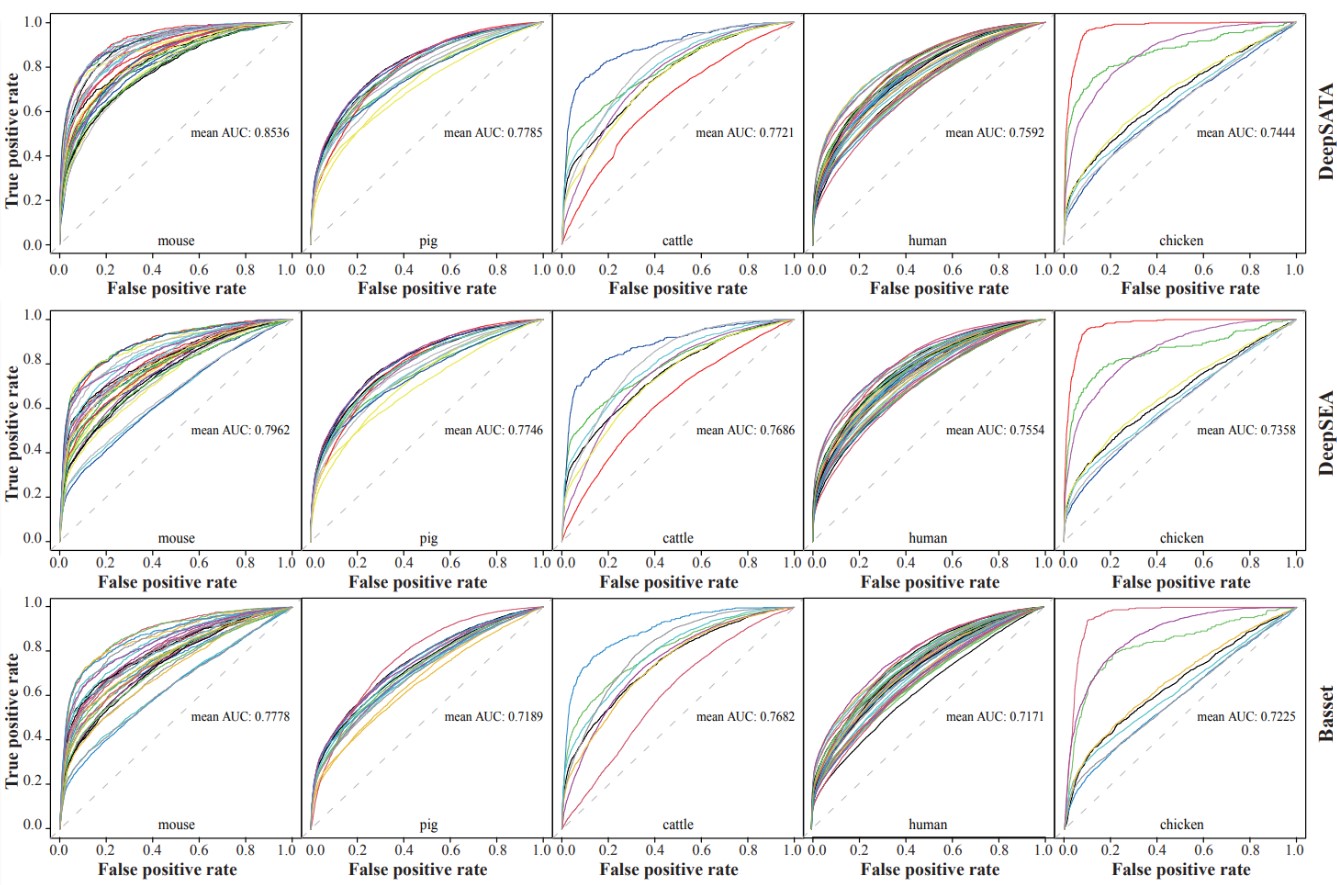 True positive rate
1.0
0.8
0.6
0.4
0.2
0.0
mean AUC: 0.8536
mean AUC: 0.7785
mean AUC: 0.7721
mean AUC: 0.7592
mean AUC: 0.7444
DeepSATA
mouse
pig
cattle
human
chicken
0.0 0.2 0.4 0.6 0.8 1.0
0.0 0.2 0.4 0.6 0.8 1.0
0.0 0.2 0.4 0.6 0.8 1.0
0.0 0.2 0.4 0.6 0.8 1.0
0.0 0.2 0.4 0.6 0.8 1.0
False positive rate
False positive rate
False positive rate
False positive rate
False positive rate
True positive rate
1.0
0.8
0.6
0.4
0.2
0.0
mean AUC: 0.7962
mean AUC: 0.7746
mean AUC: 0.7686
mean AUC: 0.7554
mean AUC: 0.7358
DeepSEA
mouse
pig
cattle
human
chicken
0.0 0.2 0.4 0.6 0.8 1.0
0.0 0.2 0.4 0.6 0.8 1.0
0.0 0.2 0.4 0.6 0.8 1.0
0.0 0.2 0.4 0.6 0.8 1.0
0.0 0.2 0.4 0.6 0.8 1.0
False positive rate
False positive rate
False positive rate
False positive rate
False positive rate
True positive rate
1.0
0.8
0.6
0.4
0.2
0.0
mean AUC: 0.7778
mean AUC: 0.7189
mean AUC: 0.7682
mean AUC: 0.7171
mean AUC: 0.7225
Basset
mouse
pig
cattle
human
chicken
0.0 0.2 0.4 0.6 0.8 1.0
0.0 0.2 0.4 0.6 0.8 1.0
0.0 0.2 0.4 0.6 0.8 1.0
0.0 0.2 0.4 0.6 0.8 1.0
0.0 0.2 0.4 0.6 0.8 1.0
False positive rate
False positive rate
False positive rate
False positive rate
False positive rate